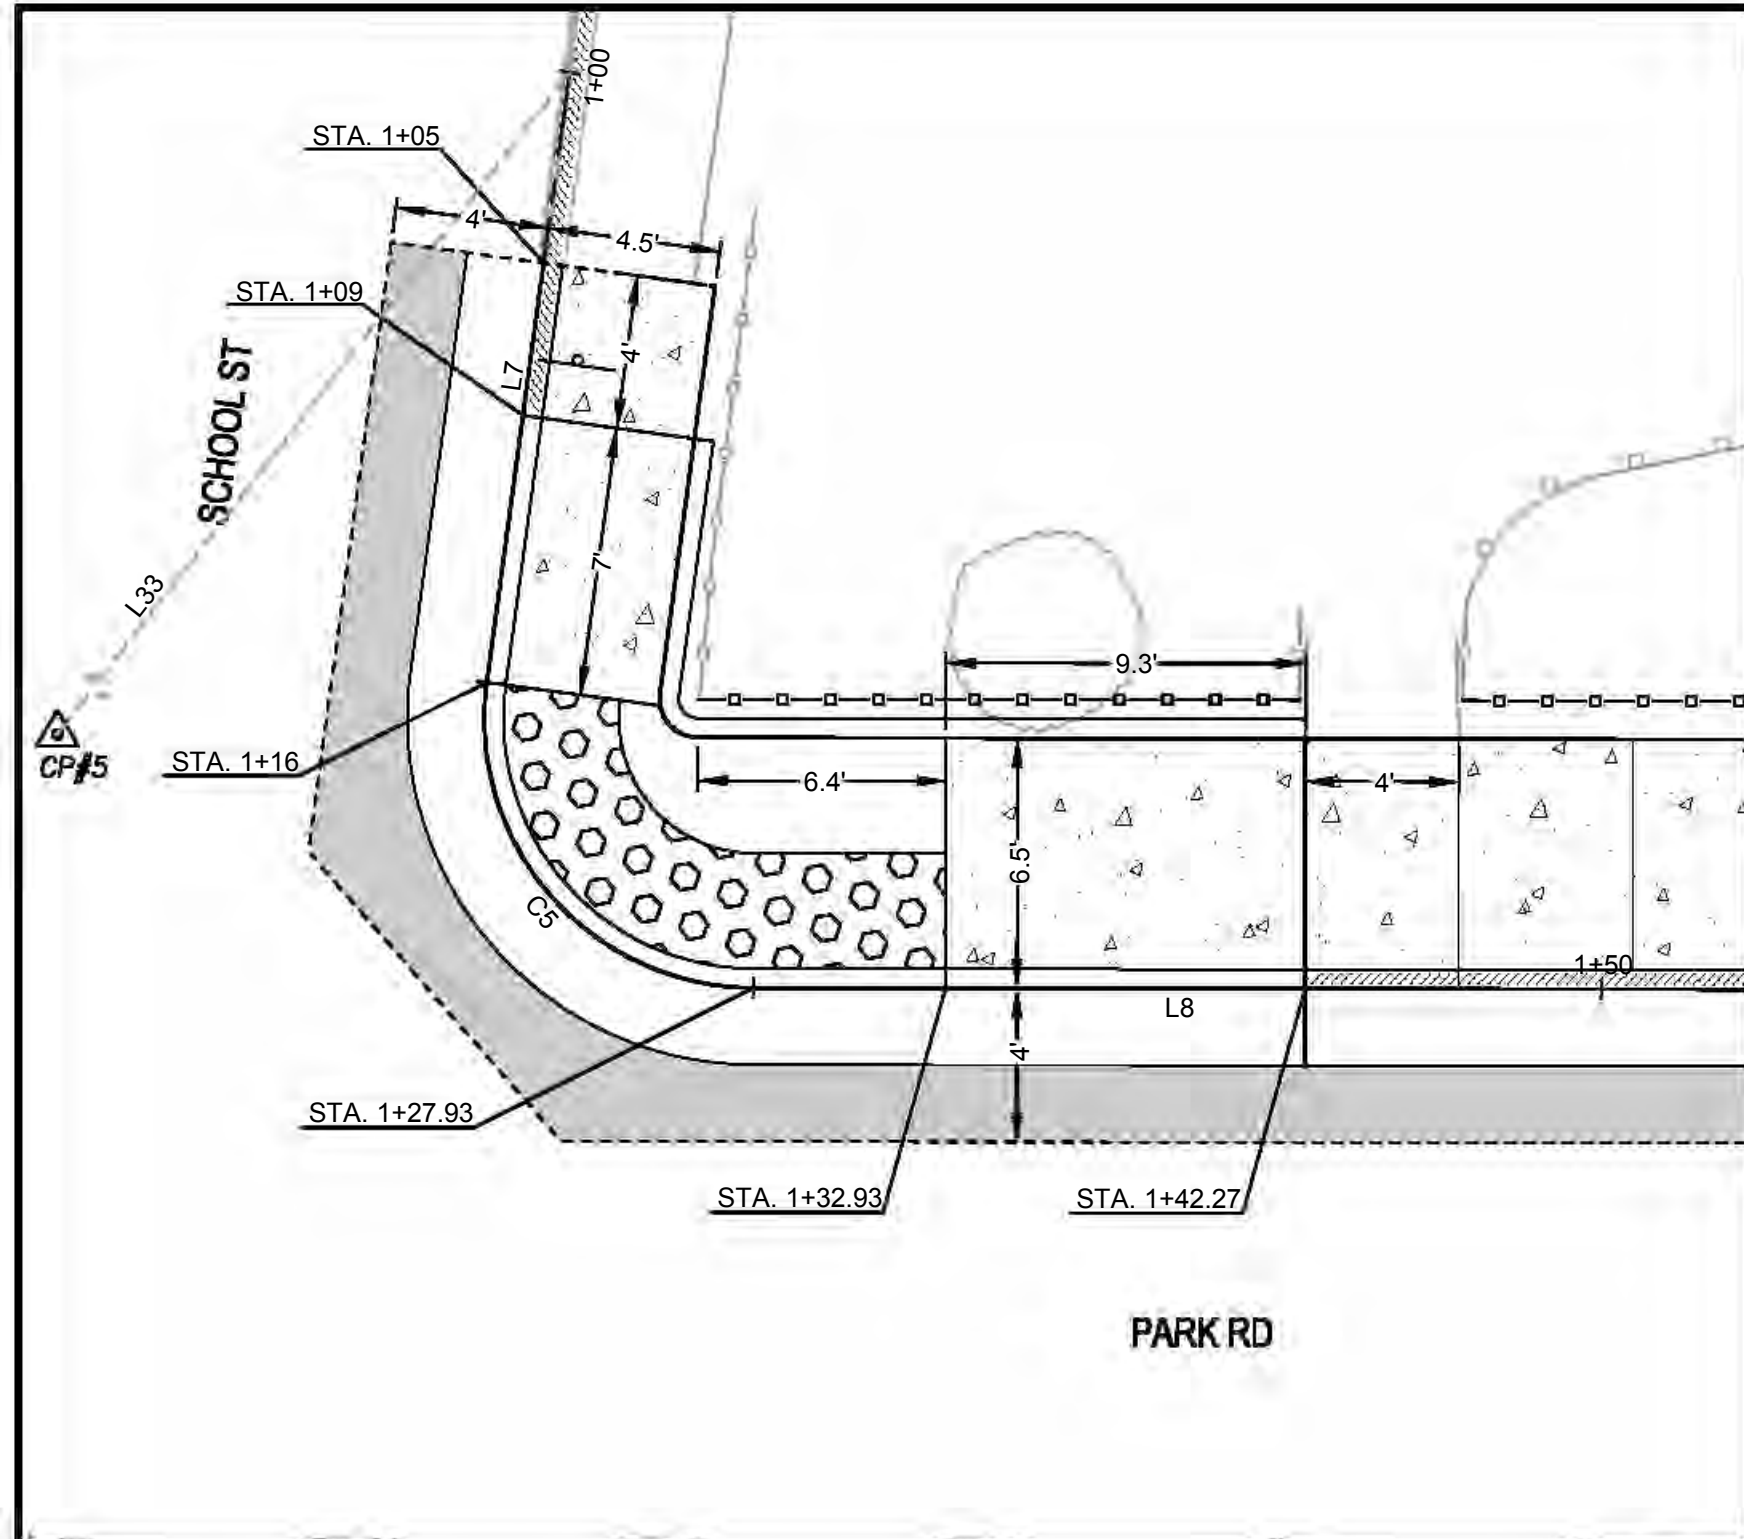 1+00
STA. 1+05
4'
4.5'
STA. 1+09
4'
L7
SCHOOL ST
7'
L33
9.3'
CP#5
STA. 1+16
6.4'
4'
6.5'
C5
1+50
L8
4'
STA. 1+27.93
STA. 1+32.93
STA. 1+42.27
PARK RD